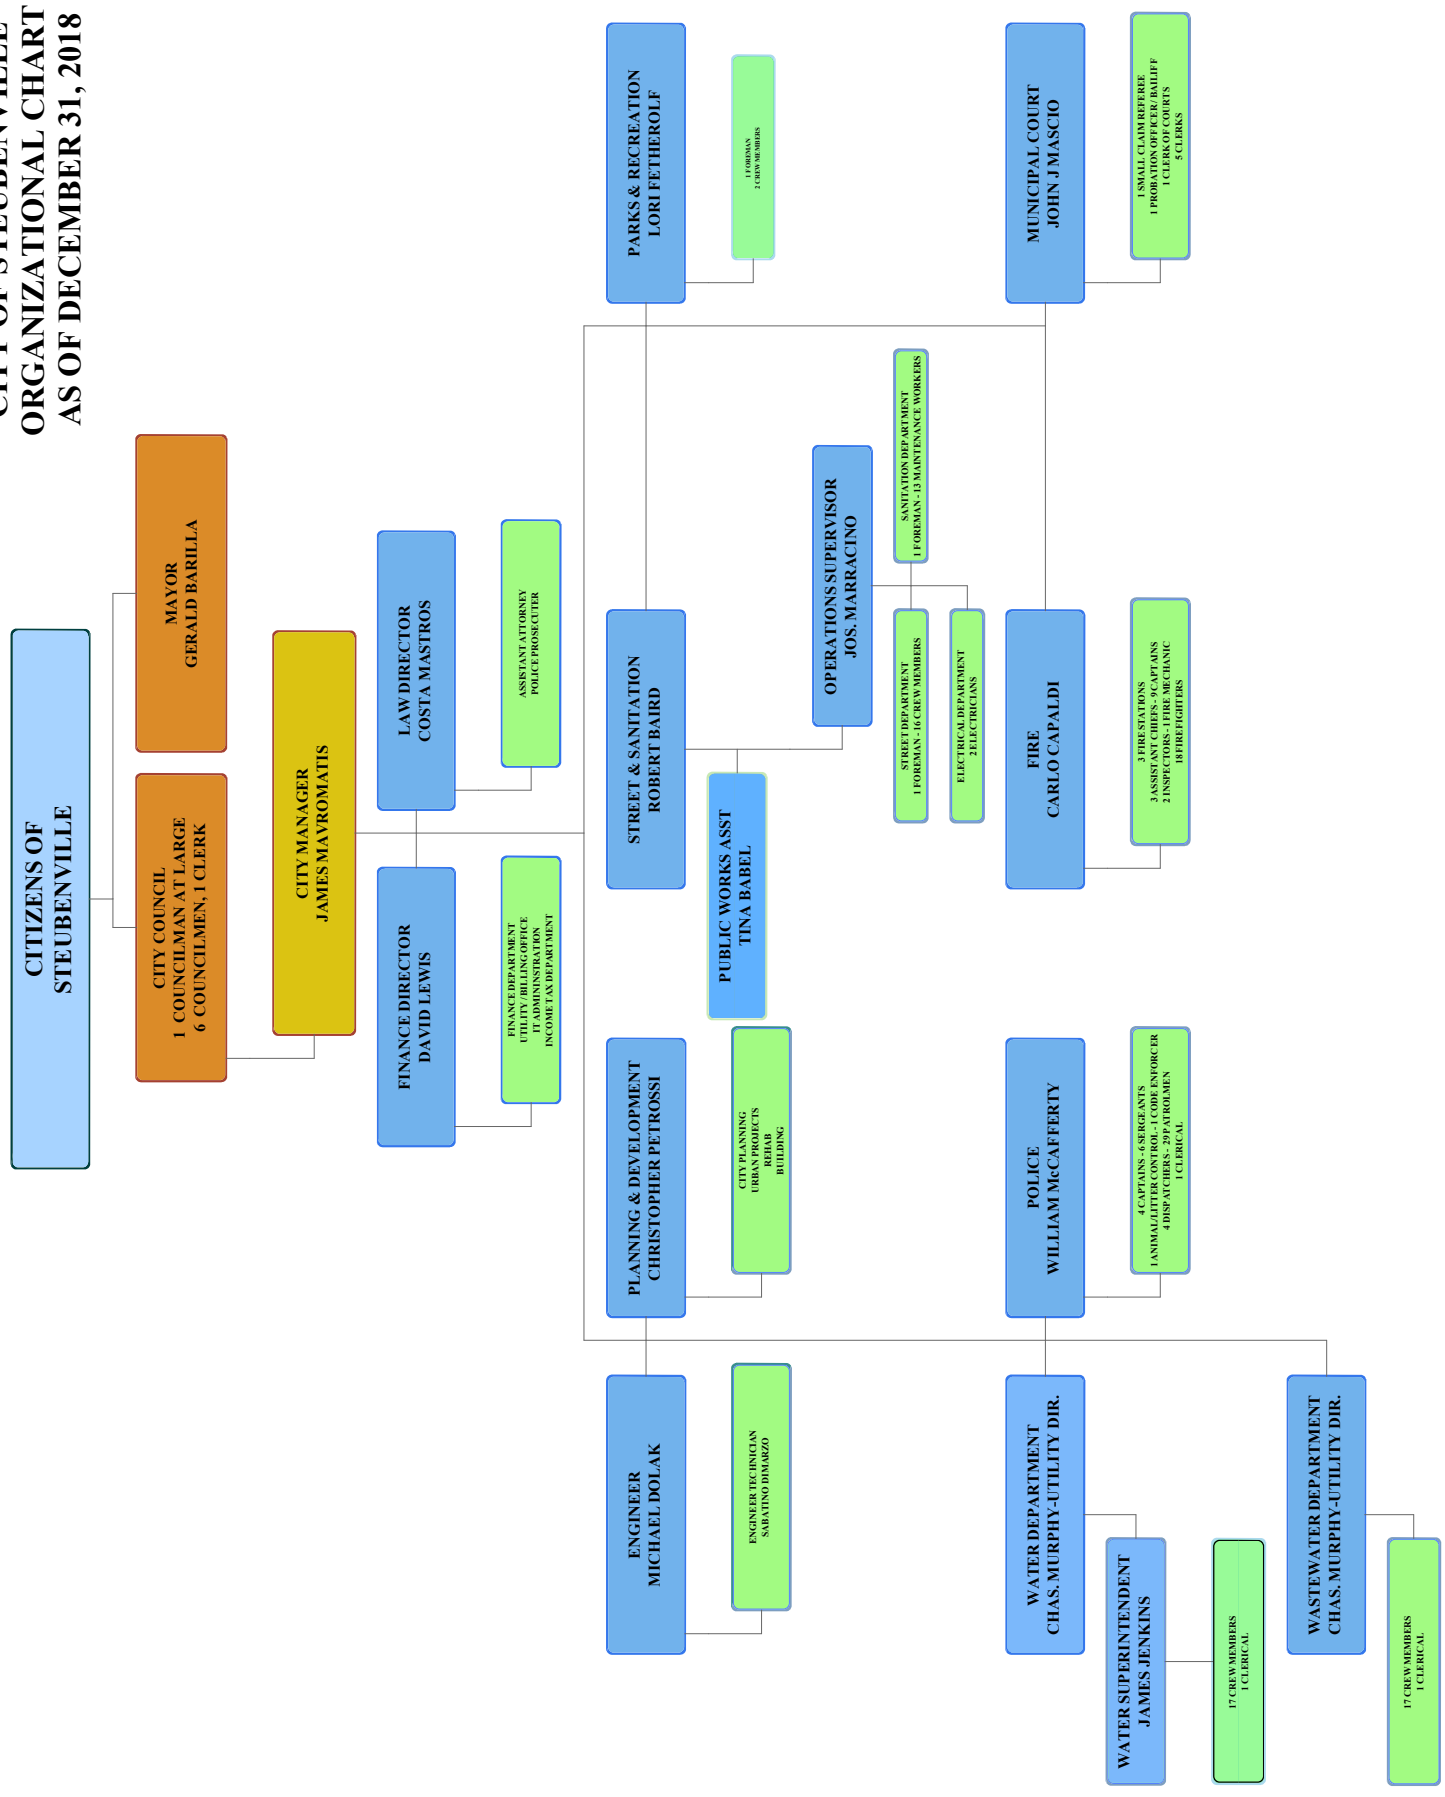 CITY OF STEUBENVILLE
ORGANIZATIONAL CHART
AS OF DECEMBER 31, 2018
CITIZENS OF
STEUBENVILLE
CITY COUNCIL
1 COUNCILMAN AT LARGE
6 COUNCILMEN, 1 CLERK
MAYOR
GERALD BARILLA
CITY MANAGER
JAMES MAVROMATIS
FINANCE DIRECTOR
DAVID LEWIS
LAW DIRECTOR
COSTA MASTROS
FINANCE DEPARTMENT
UTILITY / BILLING OFFICE
IT ADMININSTRATION
INCOME TAX DEPARTMENT
ASSISTANT ATTORNEY
POLICE PROSECUTER
ENGINEER
MICHAEL DOLAK
PLANNING & DEVELOPMENT
CHRISTOPHER PETROSSI
STREET & SANITATION
ROBERT BAIRD
PARKS & RECREATION
LORI FETHEROLF
ENGINEER TECHNICIAN
SABATINO DIMARZO
CITY PLANNING
URBAN PROJECTS
REHAB
BUILDING
PUBLIC WORKS ASST
TINA BABEL
1 FOREMAN
2 CREW MEMBERS
OPERATIONS SUPERVISOR
JOS. MARRACINO
STREET DEPARTMENT
1 FOREMAN - 16 CREW MEMBERS
SANITATION DEPARTMENT
1 FOREMAN - 13 MAINTENANCE WORKERS
ELECTRICAL DEPARTMENT
2 ELECTRICIANS
WATER DEPARTMENT
CHAS. MURPHY-UTILITY DIR.
POLICE
WILLIAM McCAFFERTY
FIRE
CARLO CAPALDI
MUNICIPAL COURT
JOHN J MASCIO
WATER SUPERINTENDENT
JAMES JENKINS
4 CAPTAINS - 6 SERGEANTS
1 ANIMAL/LITTER CONTROL - 1 CODE ENFORCER
4 DISPATCHERS - 29 PATROLMEN
1 CLERICAL
3 FIRE STATIONS
3 ASSISTANT CHIEFS - 9 CAPTAINS
2 INSPECTORS - 1 FIRE MECHANIC
18 FIREFIGHTERS
1 SMALL CLAIM REFEREE
1 PROBATION OFFICER / BAILIFF
1 CLERK OF COURTS
5 CLERKS
17 CREW MEMBERS
1 CLERICAL
WASTEWATER DEPARTMENT
CHAS. MURPHY-UTILITY DIR.
17 CREW MEMBERS
1 CLERICAL